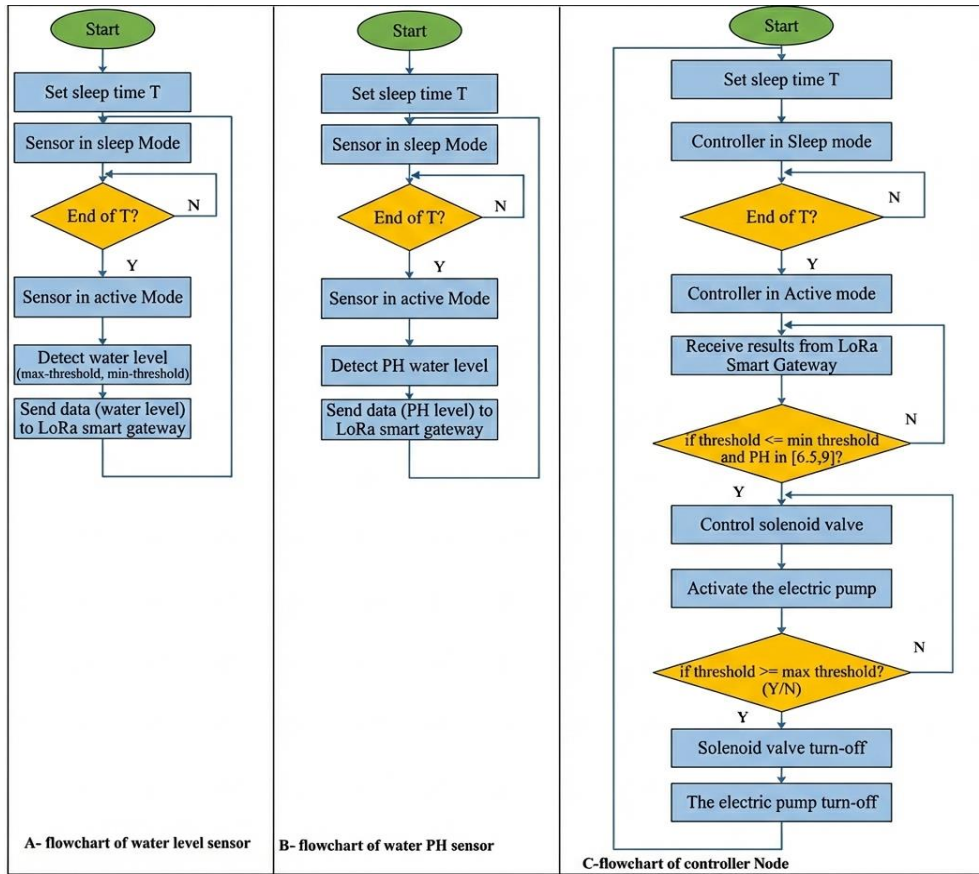 Start
Set sleep time T
Sensor in sleep Mode
End of T?
N
Y
Sensor in active Mode
Detect water level
(max-threshold, min-threshold)
Send data (water level)
to LoRa smart gateway
A- flowchart of water level sensor
Start
Set sleep time T
Sensor in sleep Mode
End of T?
N
Y
Sensor in active Mode
Detect PH water level
Send data (PH level) to
LoRa smart gateway
B- flowchart of water PH sensor
Start
Set sleep time T
Controller in Sleep mode
End of T?
N
Y
Controller in Active mode
Receive results from LoRa
Smart Gateway
N
if threshold <= min threshold
and PH in [6.5,9]?
Y
Control solenoid valve
Activate the electric pump
N
if threshold >= max threshold?
(Y/N)
Y
Solenoid valve turn-off
The electric pump turn-off
C-flowchart of controller Node